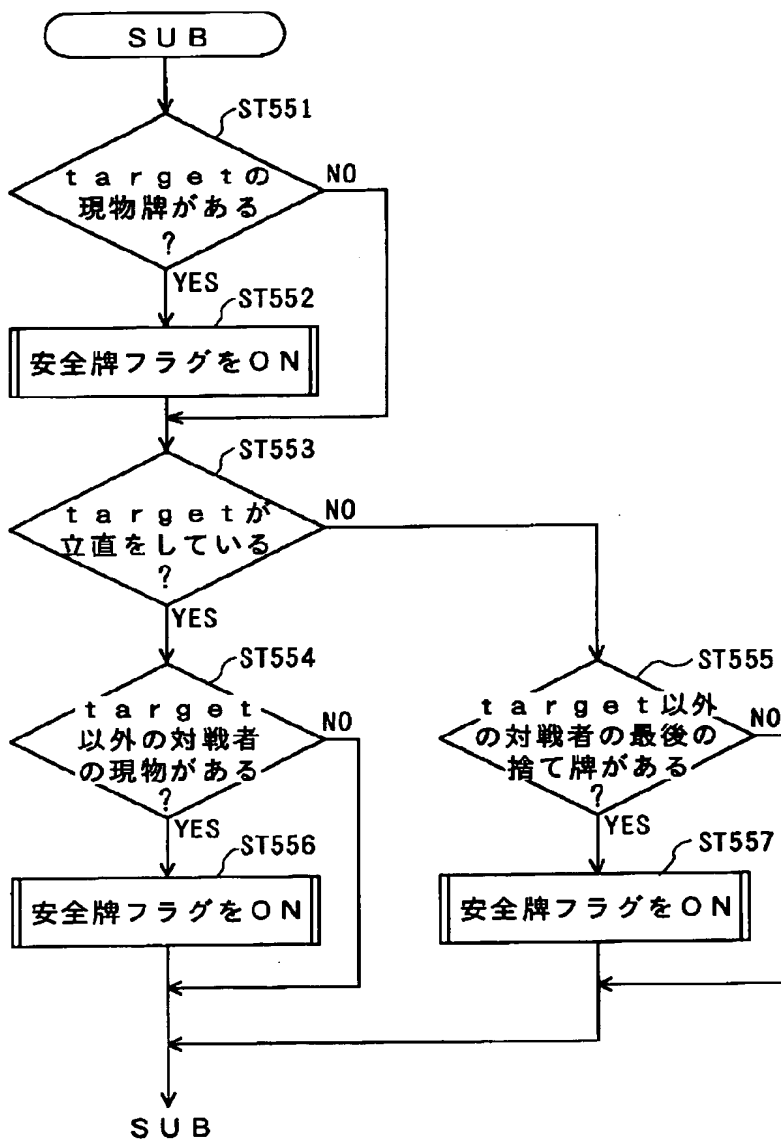 SUB
ST551
targetの
現物牌がある
?
NO
YES
ST552
安全牌フラグをON
ST553
targetが
立直をしている
?
NO
YES
ST554
target
以外の対戦者
の現物がある
?
NO
YES
ST556
安全牌フラグをON
ST555
target以外
の対戦者の最後の
捨て牌がある
?
NO
YES
ST557
安全牌フラグをON
SUB